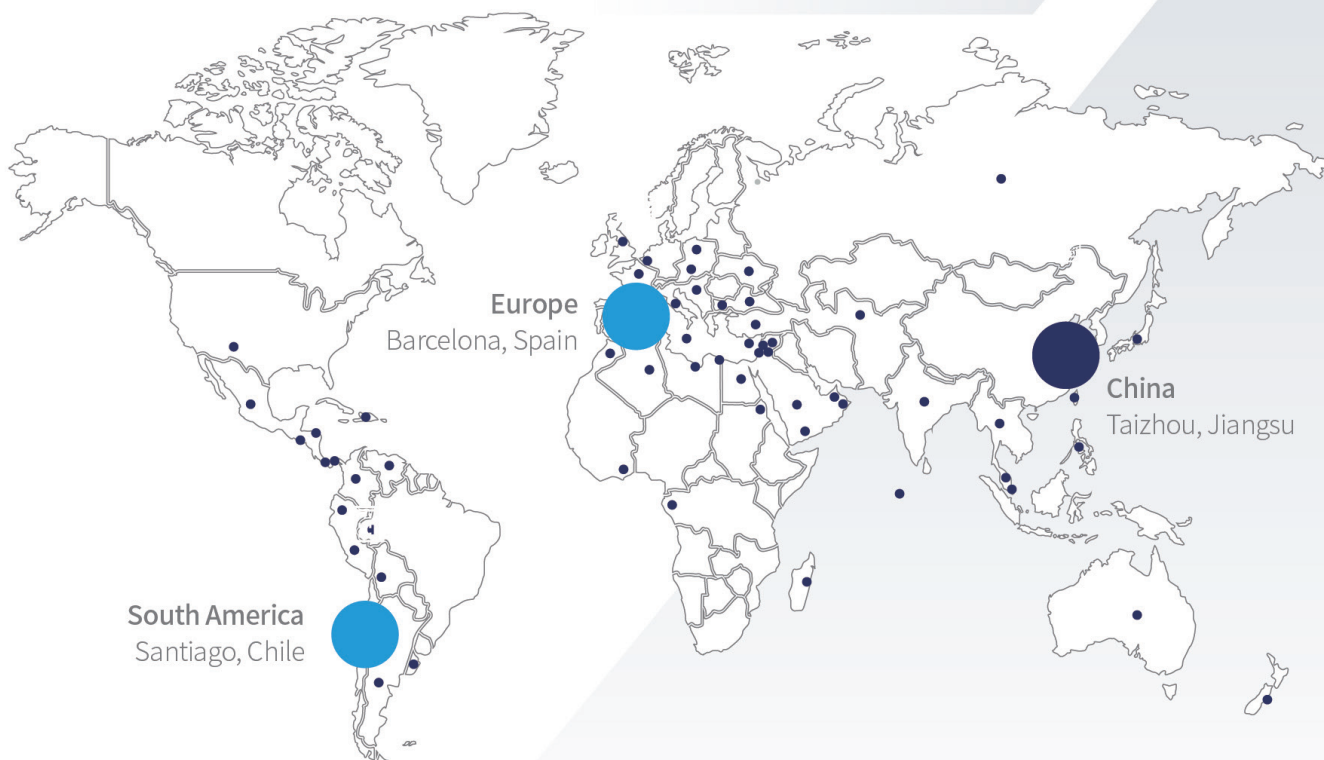 Europe
Barcelona, Spain
China
Taizhou, Jiangsu
South America
Santiago, Chile